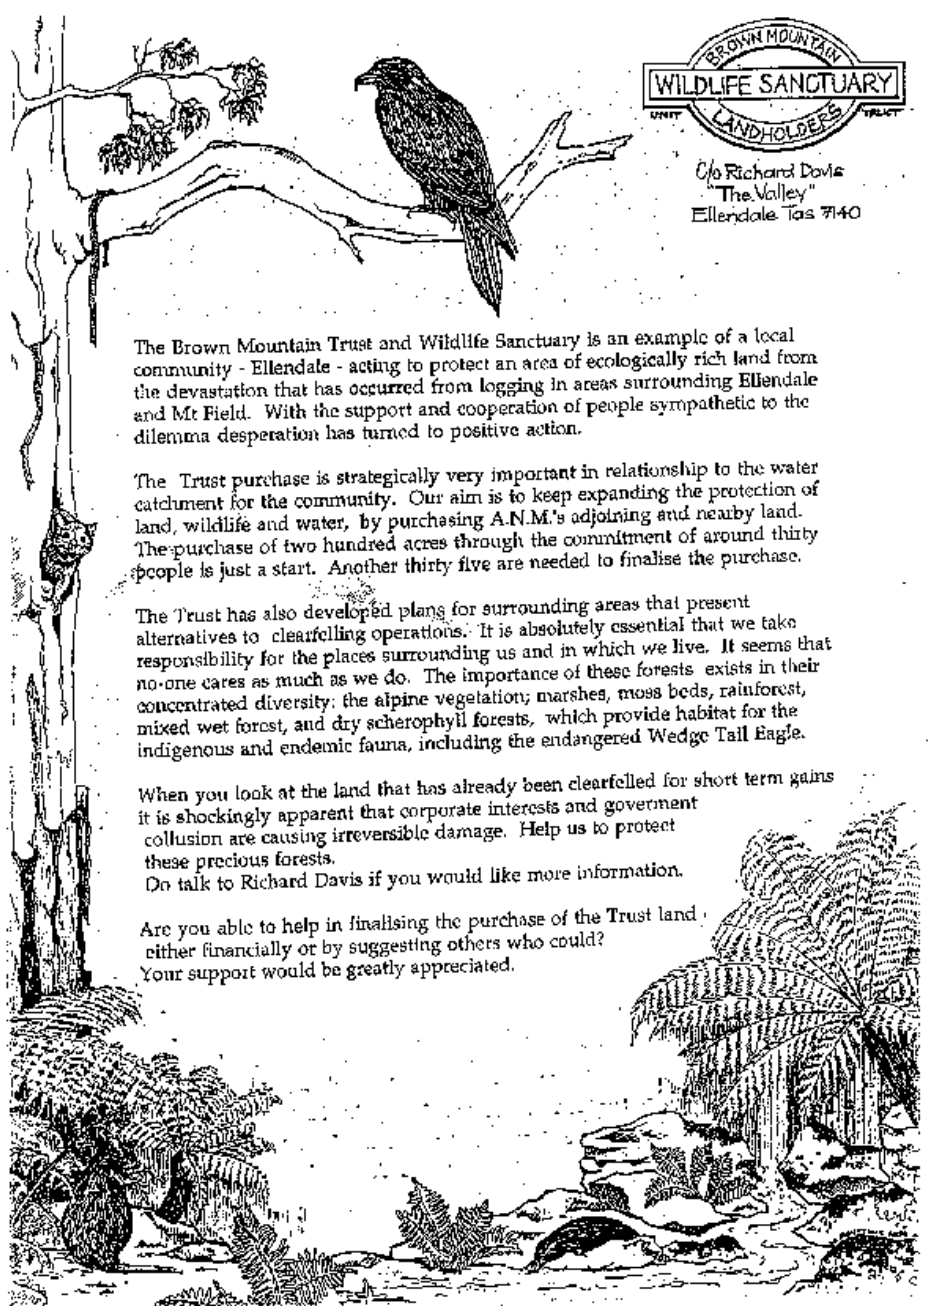 BROWN MOUNTAIN
WILDLIFE SANCTUARY
UNIT TRUST
LANDHOLDERS
C/o Richard Davis
"The Valley"
Ellendale Tas 7140
The Brown Mountain Trust and Wildlife Sanctuary is an example of a local
community - Ellendale - acting to protect an area of ecologically rich land from
the devastation that has occurred from logging in areas surrounding Ellendale
and Mt Field. With the support and cooperation of people sympathetic to the
dilemma desperation has turned to positive action.
The Trust purchase is strategically very important in relationship to the water
catchment for the community. Our aim is to keep expanding the protection of
land, wildlife and water, by purchasing A.N.M.'s adjoining and nearby land.
The purchase of two hundred acres through the commitment of around thirty
people is just a start. Another thirty five are needed to finalise the purchase.
The Trust has also developed plans for surrounding areas that present
alternatives to clearfelling operations. It is absolutely essential that we take
responsibility for the places surrounding us and in which we live. It seems that
no-one cares as much as we do. The importance of these forests exists in their
concentrated diversity: the alpine vegetation; marshes, moss beds, rainforest,
mixed wet forest, and dry scherophyll forests, which provide habitat for the
indigenous and endemic fauna, including the endangered Wedge Tail Eagle.
When you look at the land that has already been clearfelled for short term gains
it is shockingly apparent that corporate interests and goverment
collusion are causing irreversible damage. Help us to protect
these precious forests.
Do talk to Richard Davis if you would like more information.
Are you able to help in finalising the purchase of the Trust land
either financially or by suggesting others who could?
Your support would be greatly appreciated.